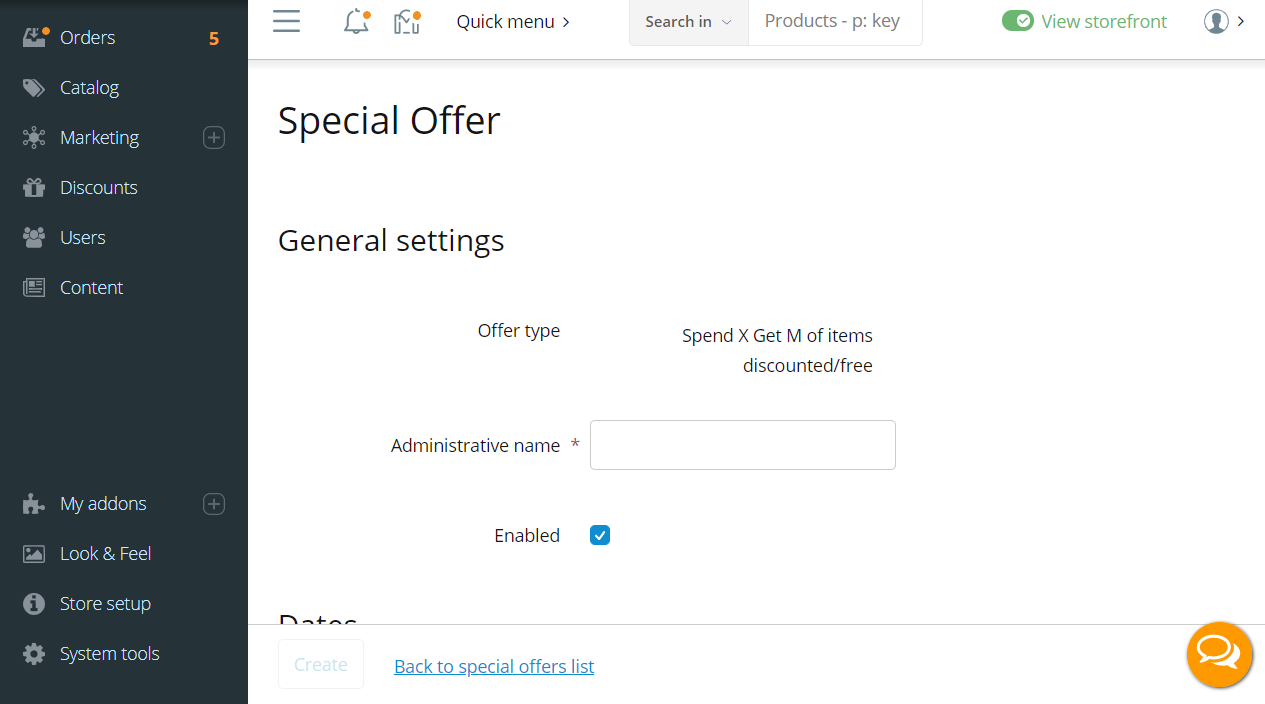 Orders
5
Catalog
Marketing
Discounts
Users
Content
My addons
Look & Feel
Store setup
System tools
Quick menu
Search in
Products - p: key
View storefront
Special Offer
General settings
Offer type
Spend X Get M of items
discounted/free
Administrative name *
Enabled
Dates
Create
Back to special offers list